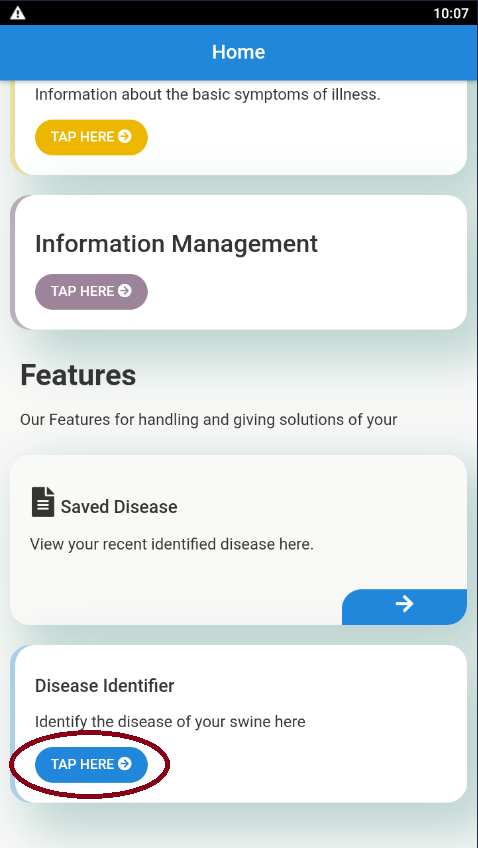 10:07
Home
Information about the basic symptoms of illness.
TAP HERE
Information Management
TAP HERE
Features
Our Features for handling and giving solutions of your
Saved Disease
View your recent identified disease here.
Disease Identifier
Identify the disease of your swine here
TAP HERE